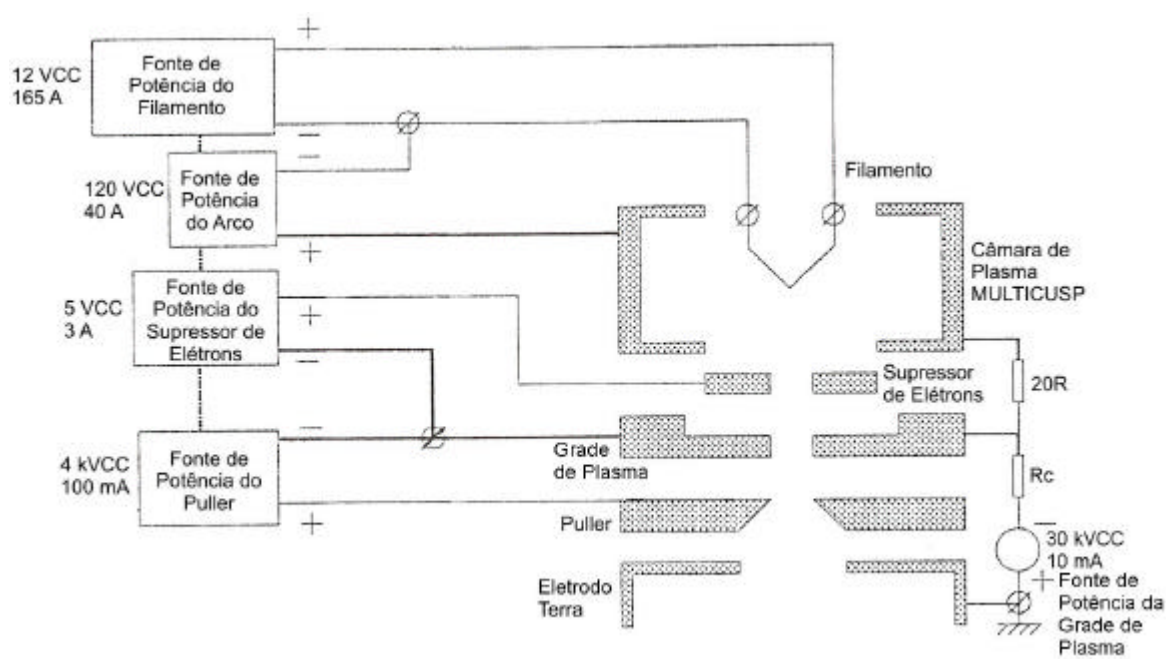 +
12 VCC
165 A
Fonte de
Potência do
Filamento
−
−
120 VCC
40 A
Fonte de
Potência
do Arco
+
Filamento
Câmara de
Plasma
MULTICUSP
5 VCC
3 A
Fonte de
Potência do
Supressor de
Elétrons
+
−
Supressor
de Elétrons
20R
−
4 kVCC
100 mA
Fonte de
Potência do
Puller
+
Grade
de Plasma
Rc
Puller
−
30 kVCC
10 mA
+
Fonte de
Potência da
Grade de
Plasma
Eletrodo
Terra